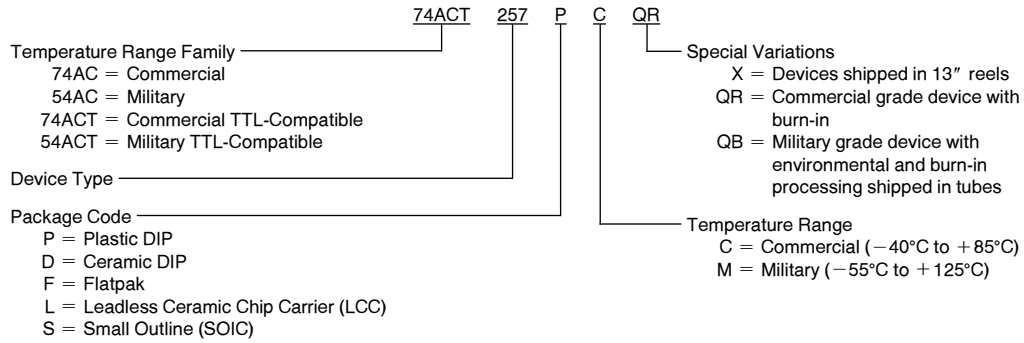 74ACT 257 P C QR
Temperature Range Family
74AC = Commercial
54AC = Military
74ACT = Commercial TTL-Compatible
54ACT = Military TTL-Compatible
Device Type
Package Code
P = Plastic DIP
D = Ceramic DIP
F = Flatpak
L = Leadless Ceramic Chip Carrier (LCC)
S = Small Outline (SOIC)
Special Variations
X = Devices shipped in 13″ reels
QR = Commercial grade device with
burn-in
QB = Military grade device with
environmental and burn-in
processing shipped in tubes
Temperature Range
C = Commercial (−40°C to +85°C)
M = Military (−55°C to +125°C)